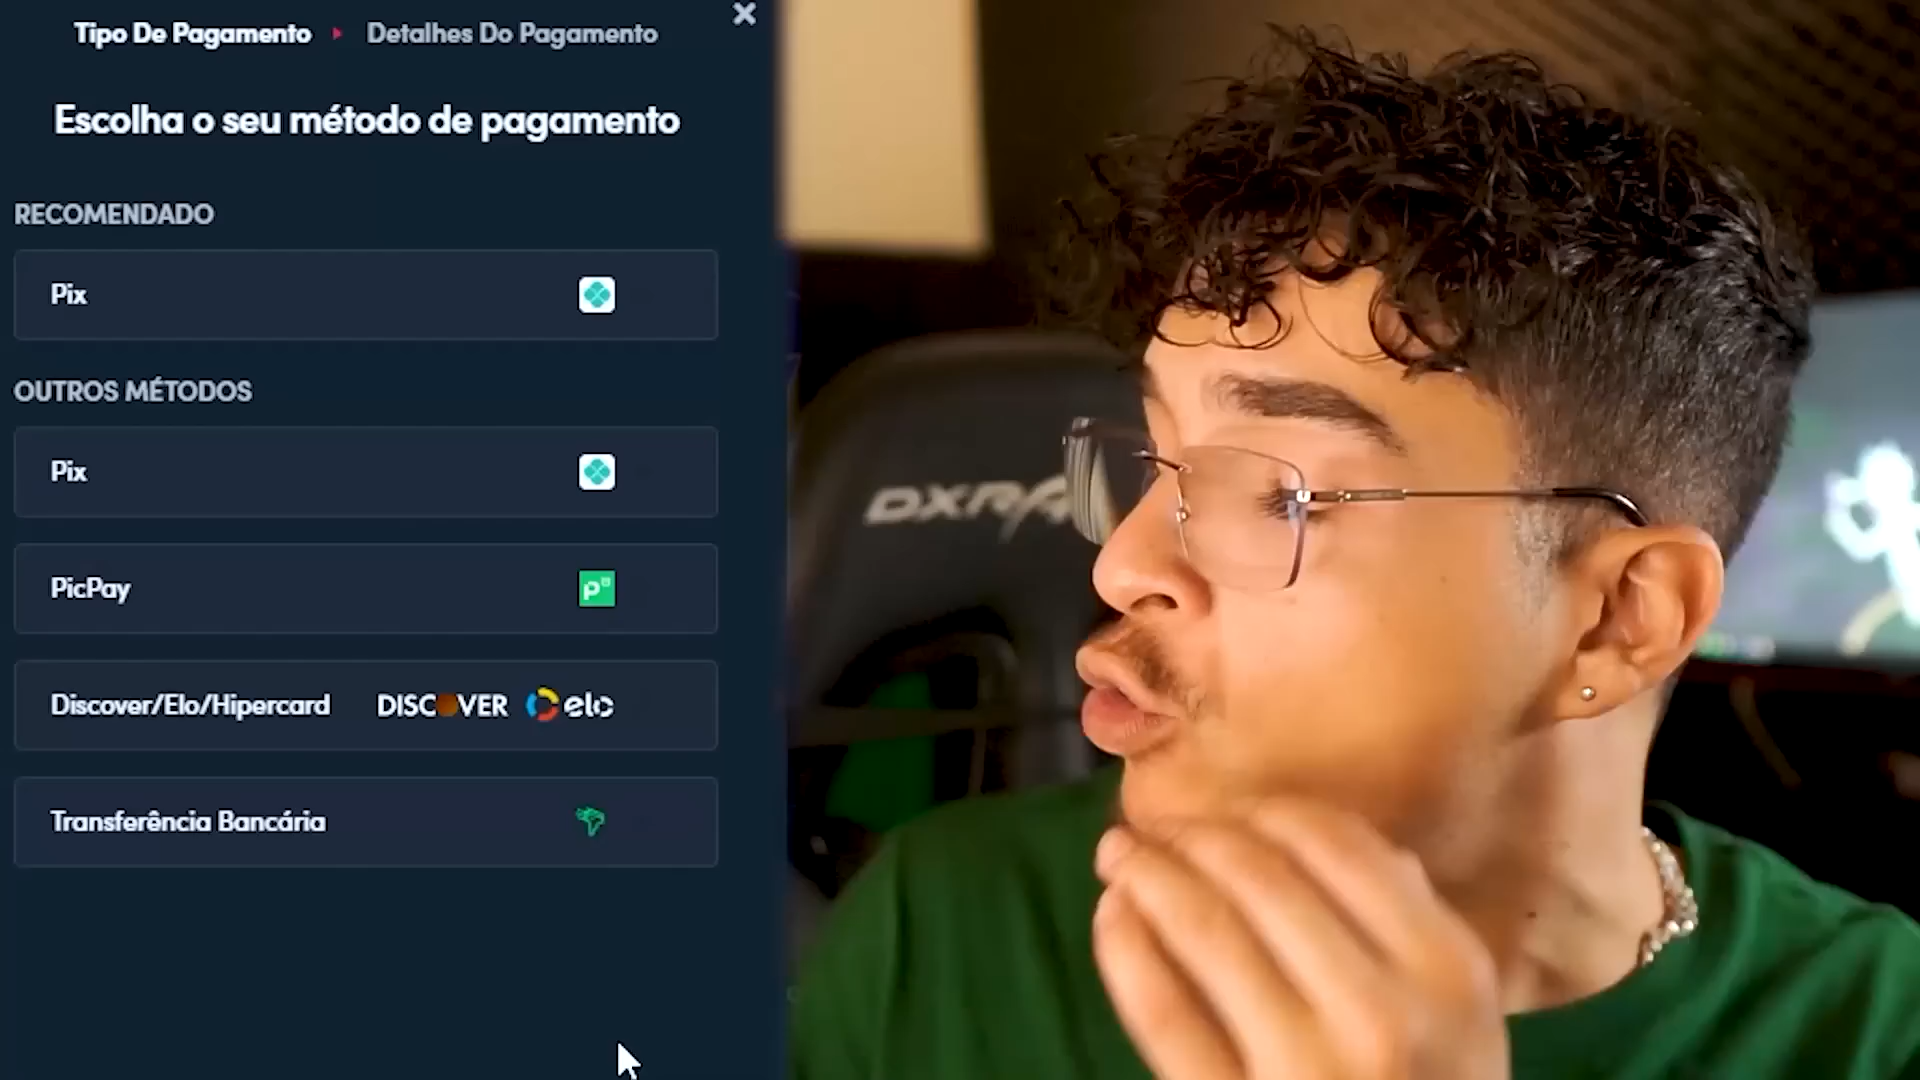 Tipo De Pagamento
Detalhes Do Pagamento
Escolha o seu método de pagamento
RECOMENDADO
Pix
OUTROS MÉTODOS
Pix
PicPay
Discover/Elo/Hipercard
DISCOVER
elo
Transferência Bancária